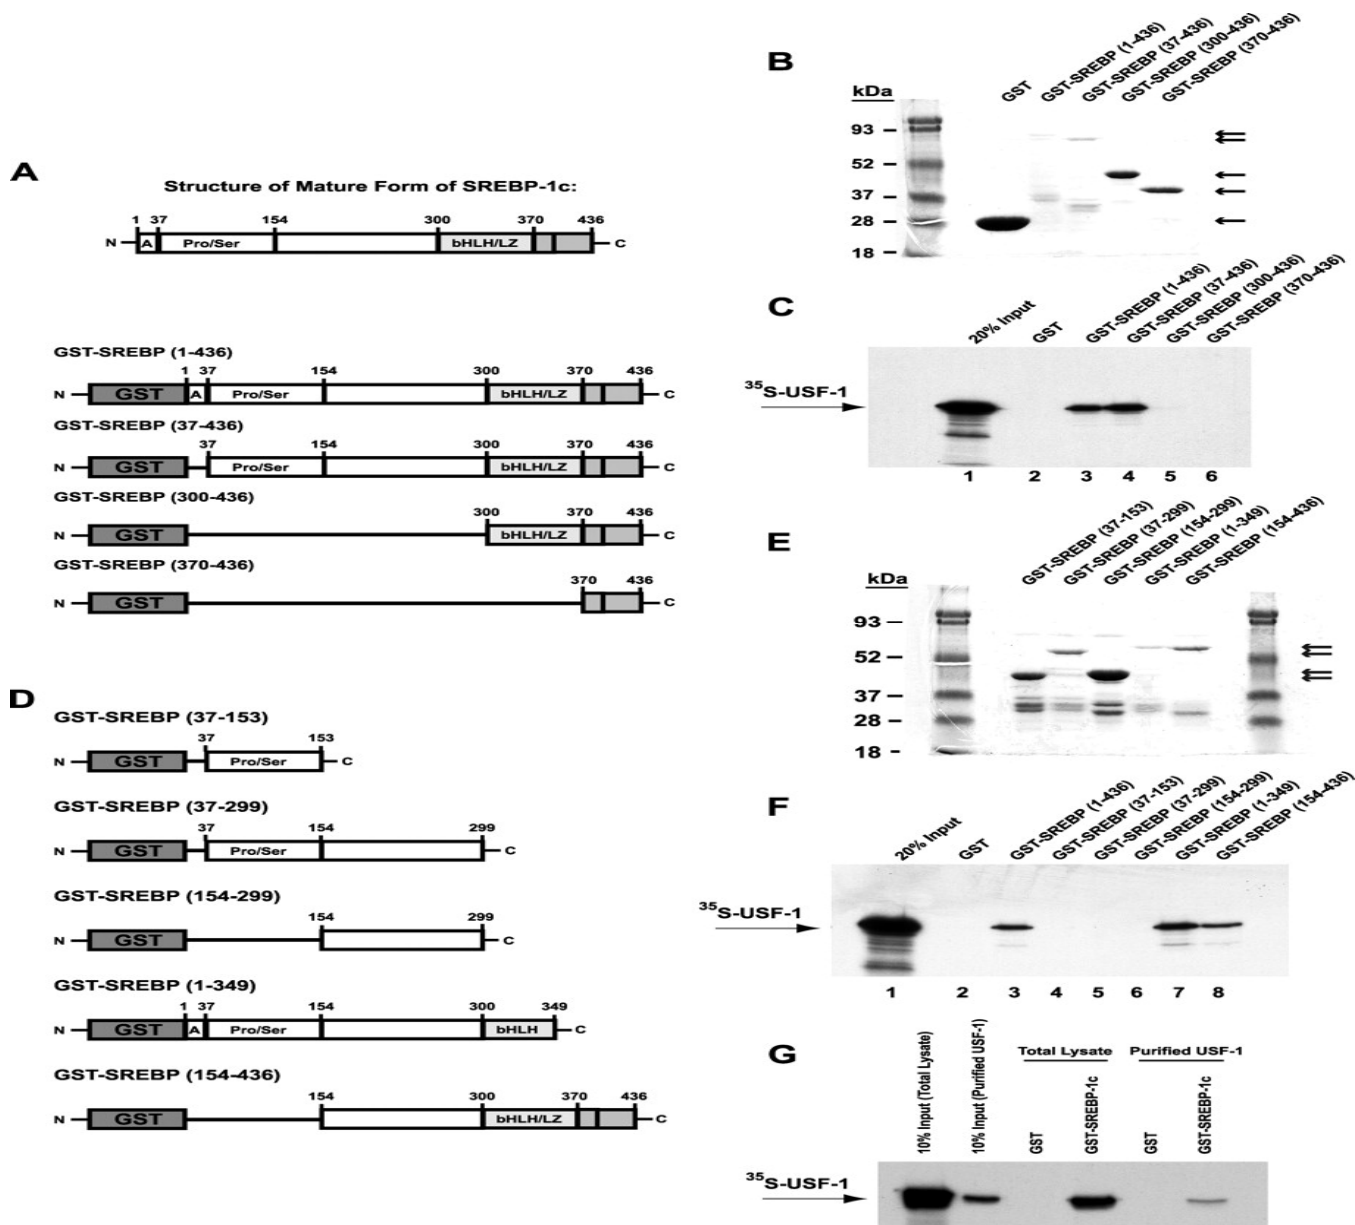 A
Structure of Mature Form of SREBP-1c:
1 37 154 300 370 436
N A Pro/Ser bHLH/LZ C
GST-SREBP (1-436)
1 37 154 300 370 436
N GST A Pro/Ser bHLH/LZ C
GST-SREBP (37-436)
37 154 300 370 436
N GST Pro/Ser bHLH/LZ C
GST-SREBP (300-436)
300 370 436
N GST bHLH/LZ C
GST-SREBP (370-436)
370 436
N GST C
B
kDa
GST
GST-SREBP (1-436)
GST-SREBP (37-436)
GST-SREBP (300-436)
GST-SREBP (370-436)
93
52
37
28
18
C
20% Input
GST
GST-SREBP (1-436)
GST-SREBP (37-436)
GST-SREBP (300-436)
GST-SREBP (370-436)
35S-USF-1
1 2 3 4 5 6
D
GST-SREBP (37-153)
37 153
N GST Pro/Ser C
GST-SREBP (37-299)
37 154 299
N GST Pro/Ser C
GST-SREBP (154-299)
154 299
N GST C
GST-SREBP (1-349)
1 37 154 300 349
N GST A Pro/Ser bHLH C
GST-SREBP (154-436)
154 300 370 436
N GST bHLH/LZ C
E
kDa
GST-SREBP (37-153)
GST-SREBP (37-299)
GST-SREBP (154-299)
GST-SREBP (1-349)
GST-SREBP (154-436)
93
52
37
28
18
F
20% Input
GST
GST-SREBP (1-436)
GST-SREBP (37-153)
GST-SREBP (37-299)
GST-SREBP (154-299)
GST-SREBP (1-349)
GST-SREBP (154-436)
35S-USF-1
1 2 3 4 5 6 7 8
G
10% Input (Total Lysate)
10% Input (Purified USF-1)
Total Lysate
GST
GST-SREBP-1c
Purified USF-1
GST
GST-SREBP-1c
35S-USF-1